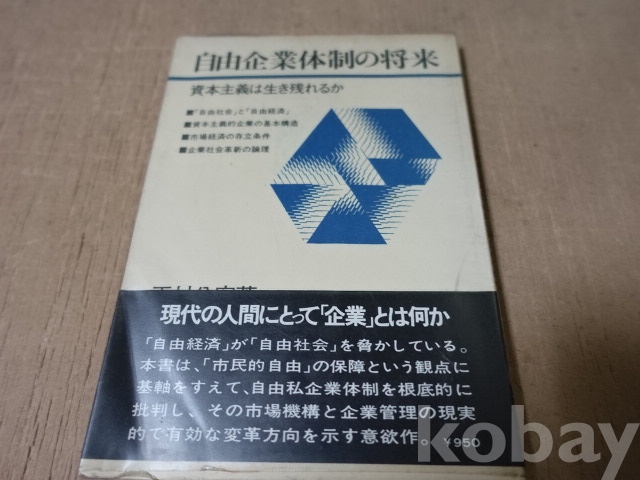 自由企業体制の将来
資本主義は生き残れるか
■「自由社会」と「自由経済」
■資本主義的企業の基本構造
■市場経済の存立条件
■企業社会革新の論理
現代の人間にとって「企業」とは何か
「自由経済」が「自由社会」を脅かしている。
本書は、「市民的自由」の保障という観点に
基軸をすえて、自由私企業体制を根底的に
批判し、その市場機構と企業管理の現実
的で有効な変革方向を示す意欲作。¥950
kobay